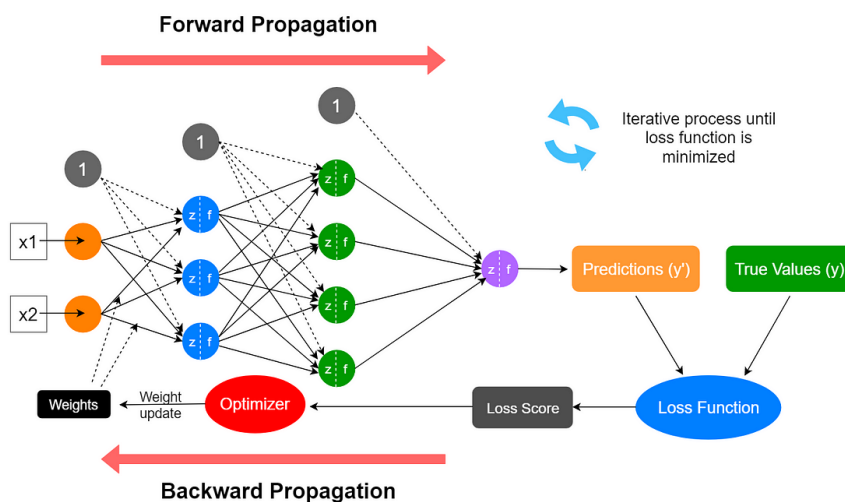 Forward Propagation
1
1
1
Iterative process until
loss function is
minimized
z f
z f
x1
z f
z f
z f
Predictions (y')
True Values (y)
x2
z f
z f
z f
Weights
Weight
update
Optimizer
Loss Score
Loss Function
Backward Propagation